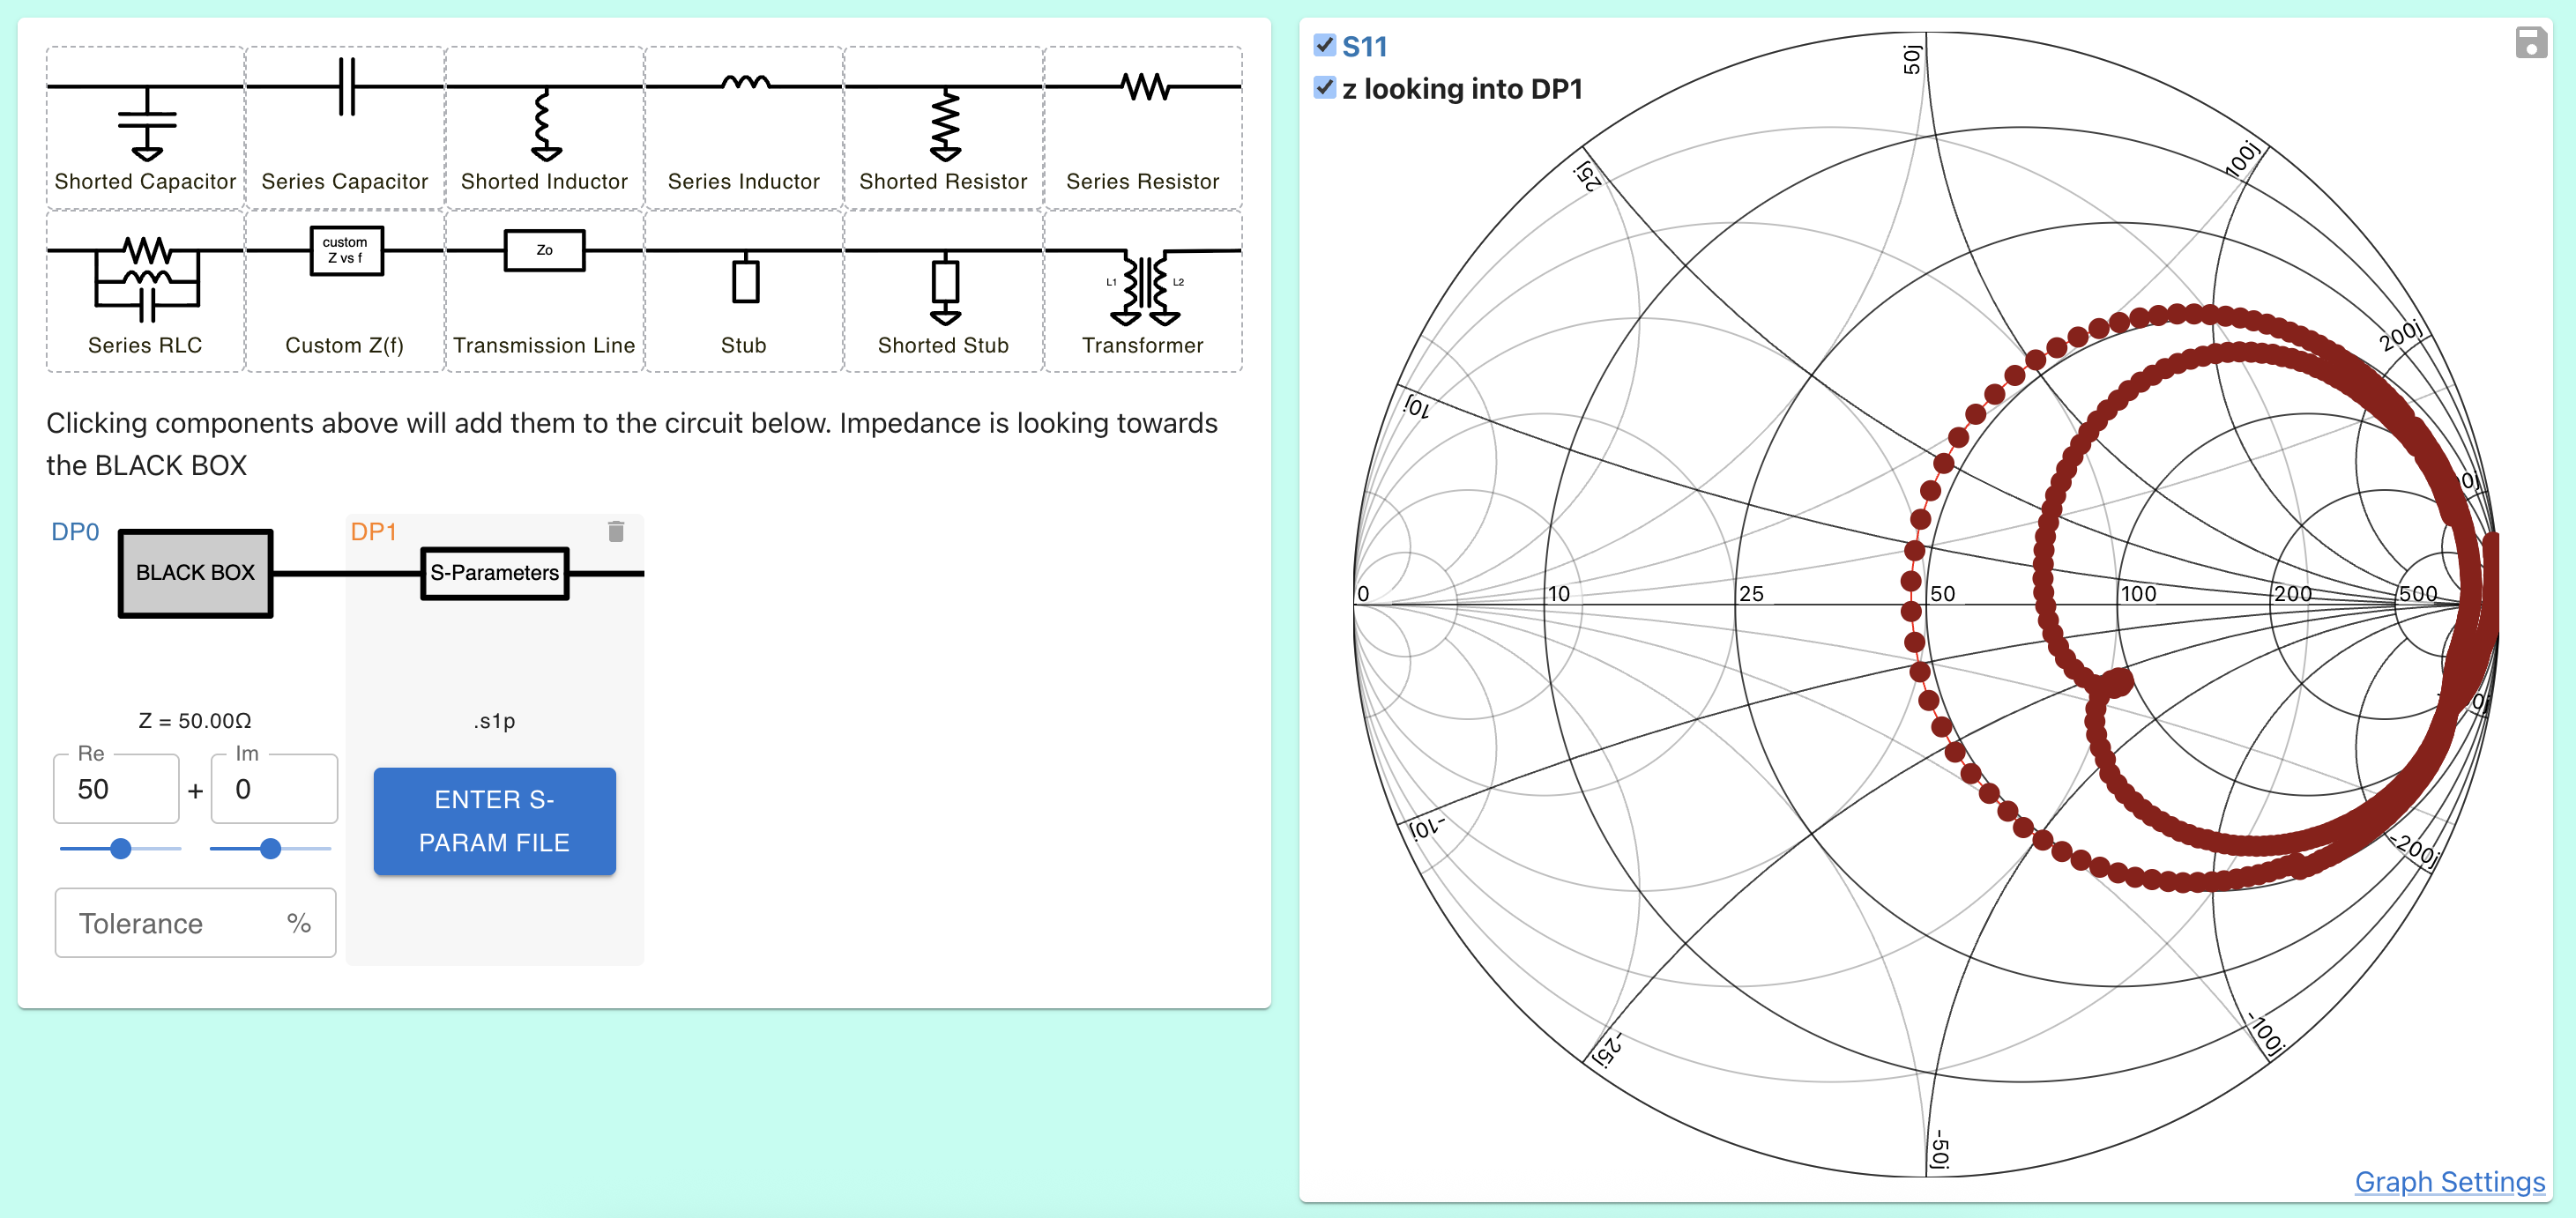 Shorted Capacitor
Series Capacitor
Shorted Inductor
Series Inductor
Shorted Resistor
Series Resistor
custom
Z vs f
Zo
L1
L2
Series RLC
Custom Z(f)
Transmission Line
Stub
Shorted Stub
Transformer
Clicking components above will add them to the circuit below. Impedance is looking towards
the BLACK BOX
DP0
BLACK BOX
DP1
S-Parameters
Z = 50.00Ω
.s1p
Re
50
+
Im
0
ENTER S-
PARAM FILE
Tolerance %
S11
z looking into DP1
50j
100j
25j
200j
10j
0
10
25
50
100
200
500
-10j
-200j
-25j
-100j
-50j
Graph Settings